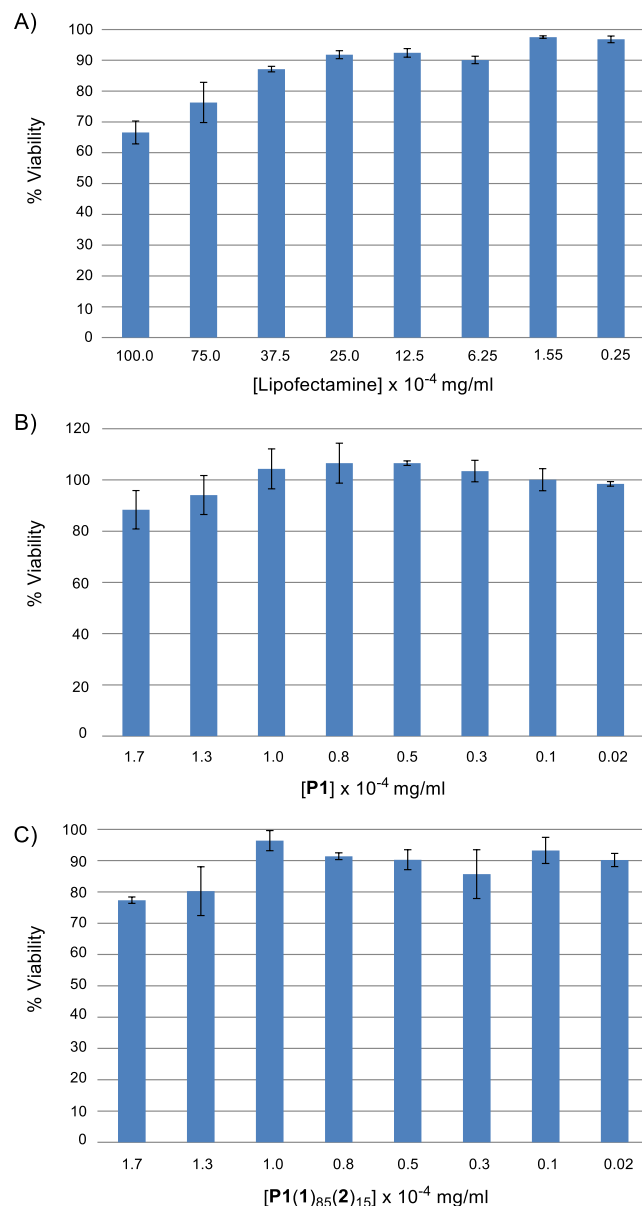 A)
100
90
80
70
60
50
40
30
20
10
0
% Viability
100.0 75.0 37.5 25.0 12.5 6.25 1.55 0.25
[Lipofectamine] x 10⁻⁴ mg/ml
B)
120
100
80
60
40
20
0
% Viability
1.7 1.3 1.0 0.8 0.5 0.3 0.1 0.02
[P1] x 10⁻⁴ mg/ml
C)
100
90
80
70
60
50
40
30
20
10
0
% Viability
1.7 1.3 1.0 0.8 0.5 0.3 0.1 0.02
[P1(1)₈₅(2)₁₅] x 10⁻⁴ mg/ml